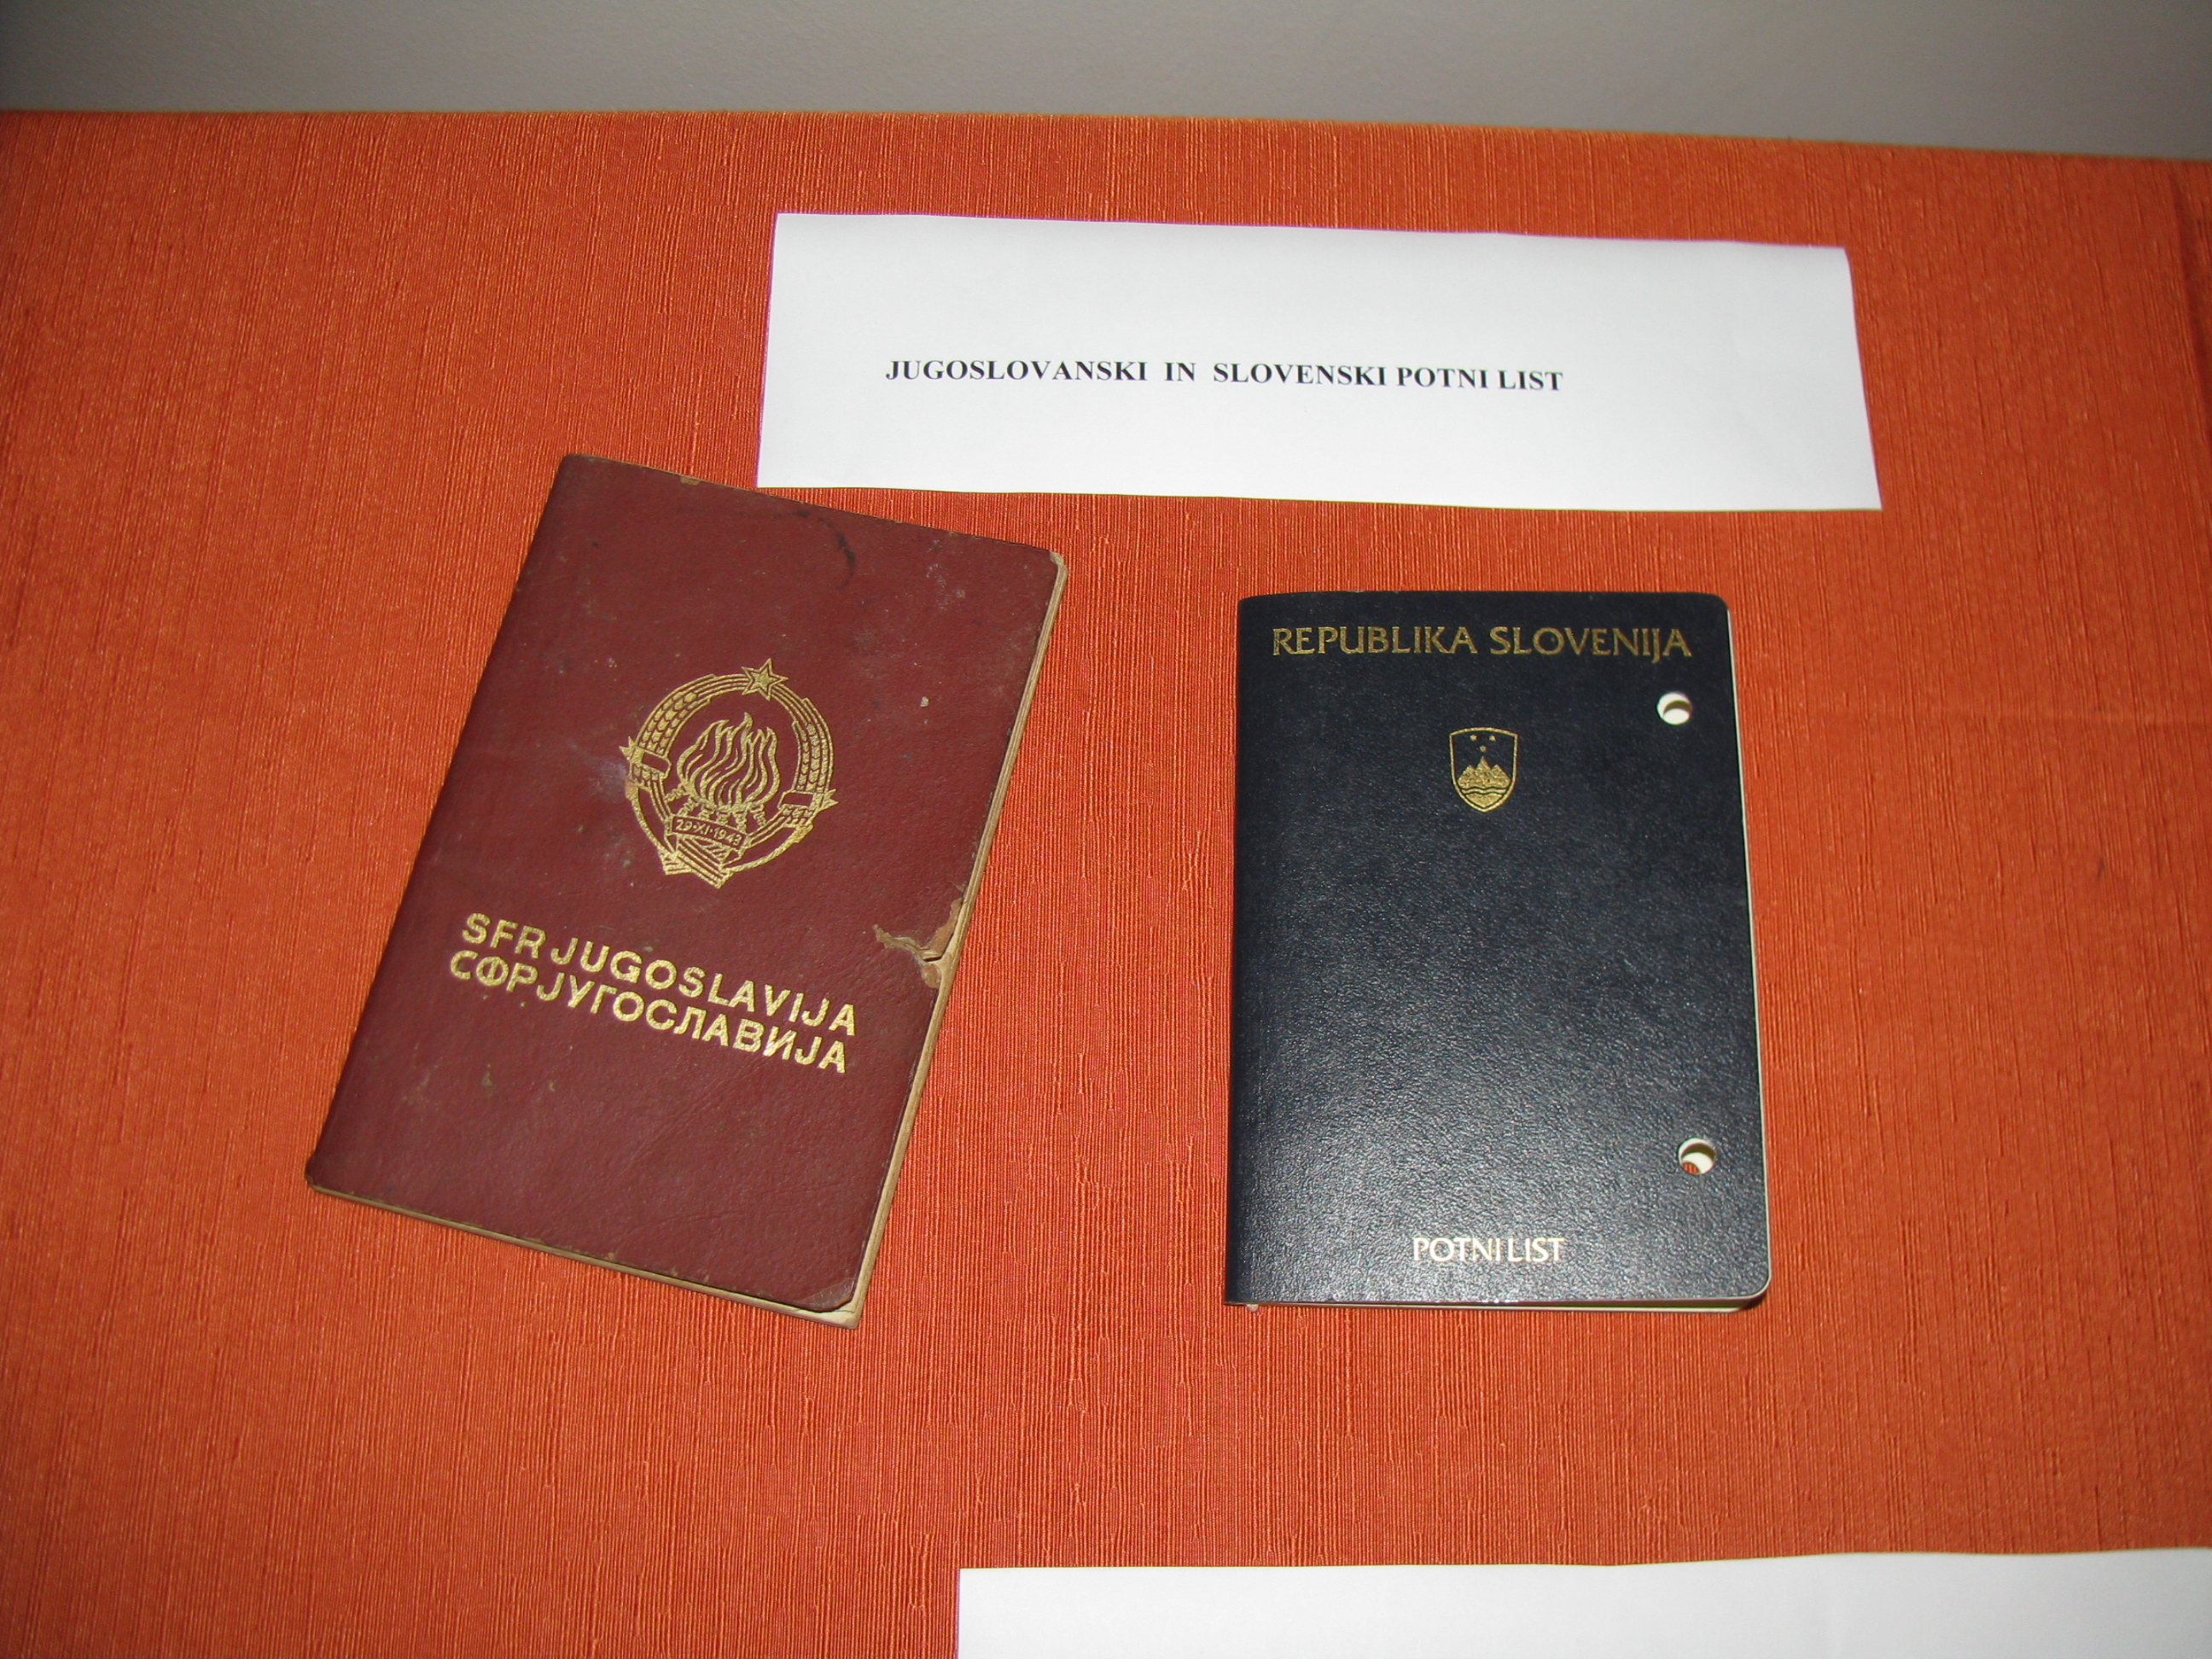 JUGOSLOVANSKI IN SLOVENSKI POTNI LIST
29·XI·1943
SFR JUGOSLAVIJA
СФР ЈУГОСЛАВИЈА
REPUBLIKA SLOVENIJA
POTNI LIST